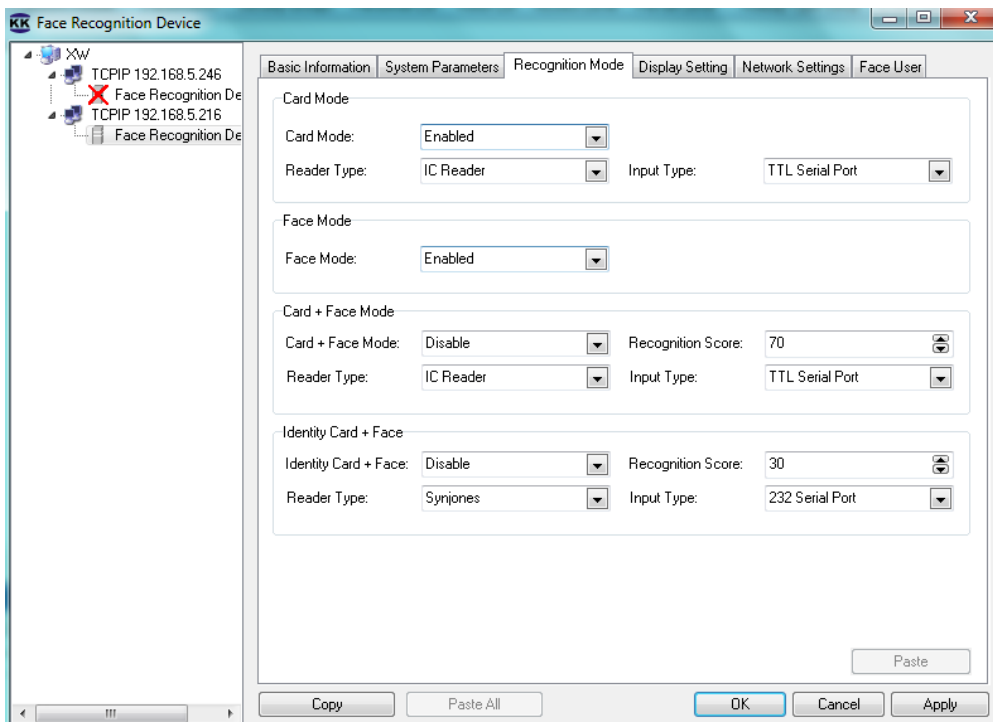 KK Face Recognition Device
XW
TCPIP 192.168.5.246
Face Recognition De
TCPIP 192.168.5.216
Face Recognition De
Basic Information System Parameters Recognition Mode Display Setting Network Settings Face User
Card Mode
Card Mode: Enabled
Reader Type: IC Reader Input Type: TTL Serial Port
Face Mode
Face Mode: Enabled
Card + Face Mode
Card + Face Mode: Disable Recognition Score: 70
Reader Type: IC Reader Input Type: TTL Serial Port
Identity Card + Face
Identity Card + Face: Disable Recognition Score: 30
Reader Type: Synjones Input Type: 232 Serial Port
Paste
Copy Paste All OK Cancel Apply